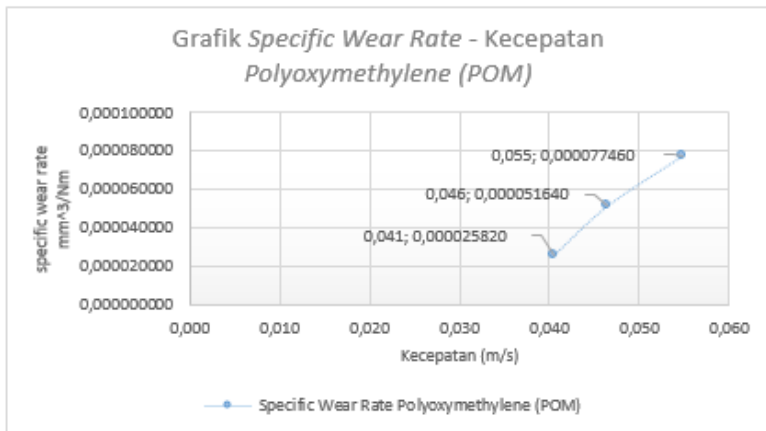 Grafik Specific Wear Rate - Kecepatan
Polyoxymethylene (POM)
specific wear rate
mm^3/Nm
0,000100000
0,000080000
0,000060000
0,000040000
0,000020000
0,000000000
0,055; 0,000077460
0,046; 0,000051640
0,041; 0,000025820
0,000 0,010 0,020 0,030 0,040 0,050 0,060
Kecepatan (m/s)
Specific Wear Rate Polyoxymethylene (POM)